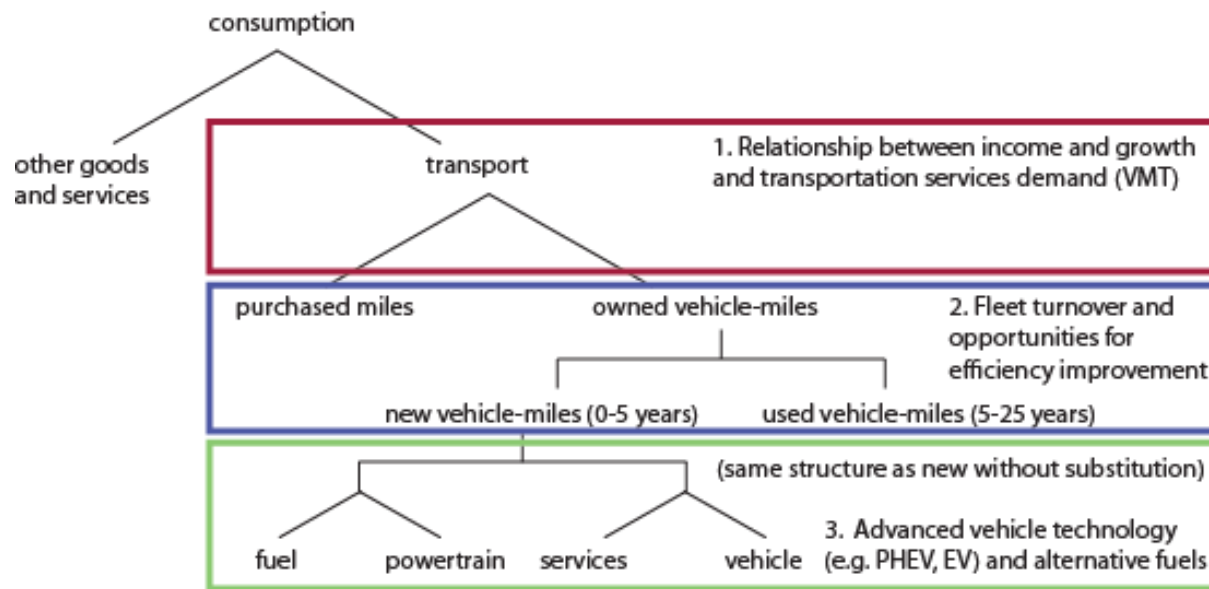 consumption
other goods
and services
transport
1. Relationship between income and growth
and transportation services demand (VMT)
purchased miles
owned vehicle-miles
2. Fleet turnover and
opportunities for
efficiency improvement
new vehicle-miles (0-5 years)
used vehicle-miles (5-25 years)
(same structure as new without substitution)
fuel
powertrain
services
vehicle
3. Advanced vehicle technology
(e.g. PHEV, EV) and alternative fuels